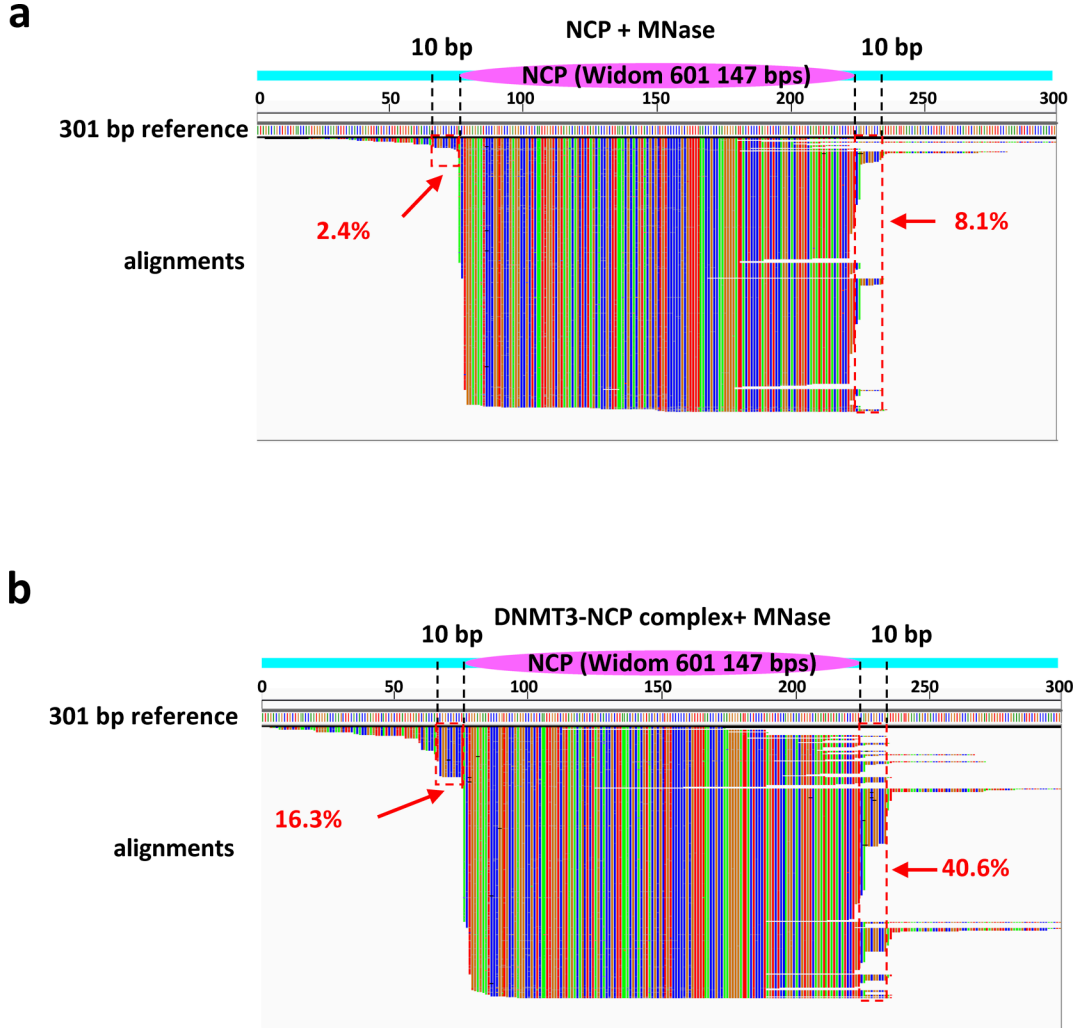 a
NCP + MNase
10 bp 10 bp
NCP (Widom 601 147 bps)
0 50 100 150 200 250 300
301 bp reference
2.4%
8.1%
alignments
b
DNMT3-NCP complex+ MNase
10 bp 10 bp
NCP (Widom 601 147 bps)
0 50 100 150 200 250 300
301 bp reference
16.3%
alignments
40.6%